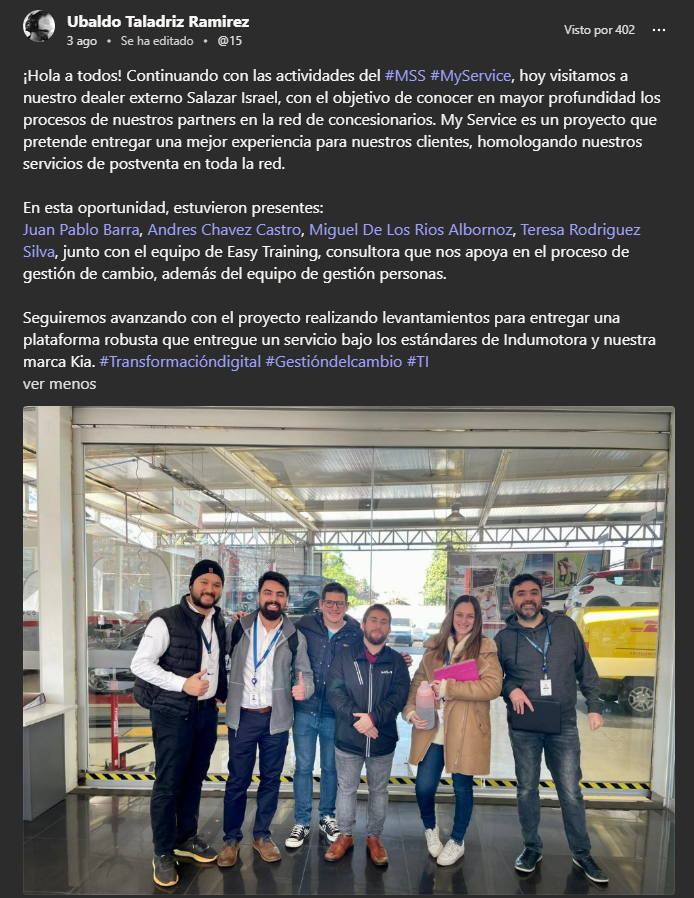 Ubaldo Taladriz Ramirez
3 ago • Se ha editado • @15
Visto por 402
¡Hola a todos! Continuando con las actividades del #MSS #MyService, hoy visitamos a
nuestro dealer externo Salazar Israel, con el objetivo de conocer en mayor profundidad los
procesos de nuestros partners en la red de concesionarios. My Service es un proyecto que
pretende entregar una mejor experiencia para nuestros clientes, homologando nuestros
servicios de postventa en toda la red.
En esta oportunidad, estuvieron presentes:
Juan Pablo Barra, Andres Chavez Castro, Miguel De Los Rios Albornoz, Teresa Rodriguez
Silva, junto con el equipo de Easy Training, consultora que nos apoya en el proceso de
gestión de cambio, además del equipo de gestión personas.
Seguiremos avanzando con el proyecto realizando levantamientos para entregar una
plataforma robusta que entregue un servicio bajo los estándares de Indumotora y nuestra
marca Kia. #Transformacióndigital #Gestióndelcambio #TI
ver menos